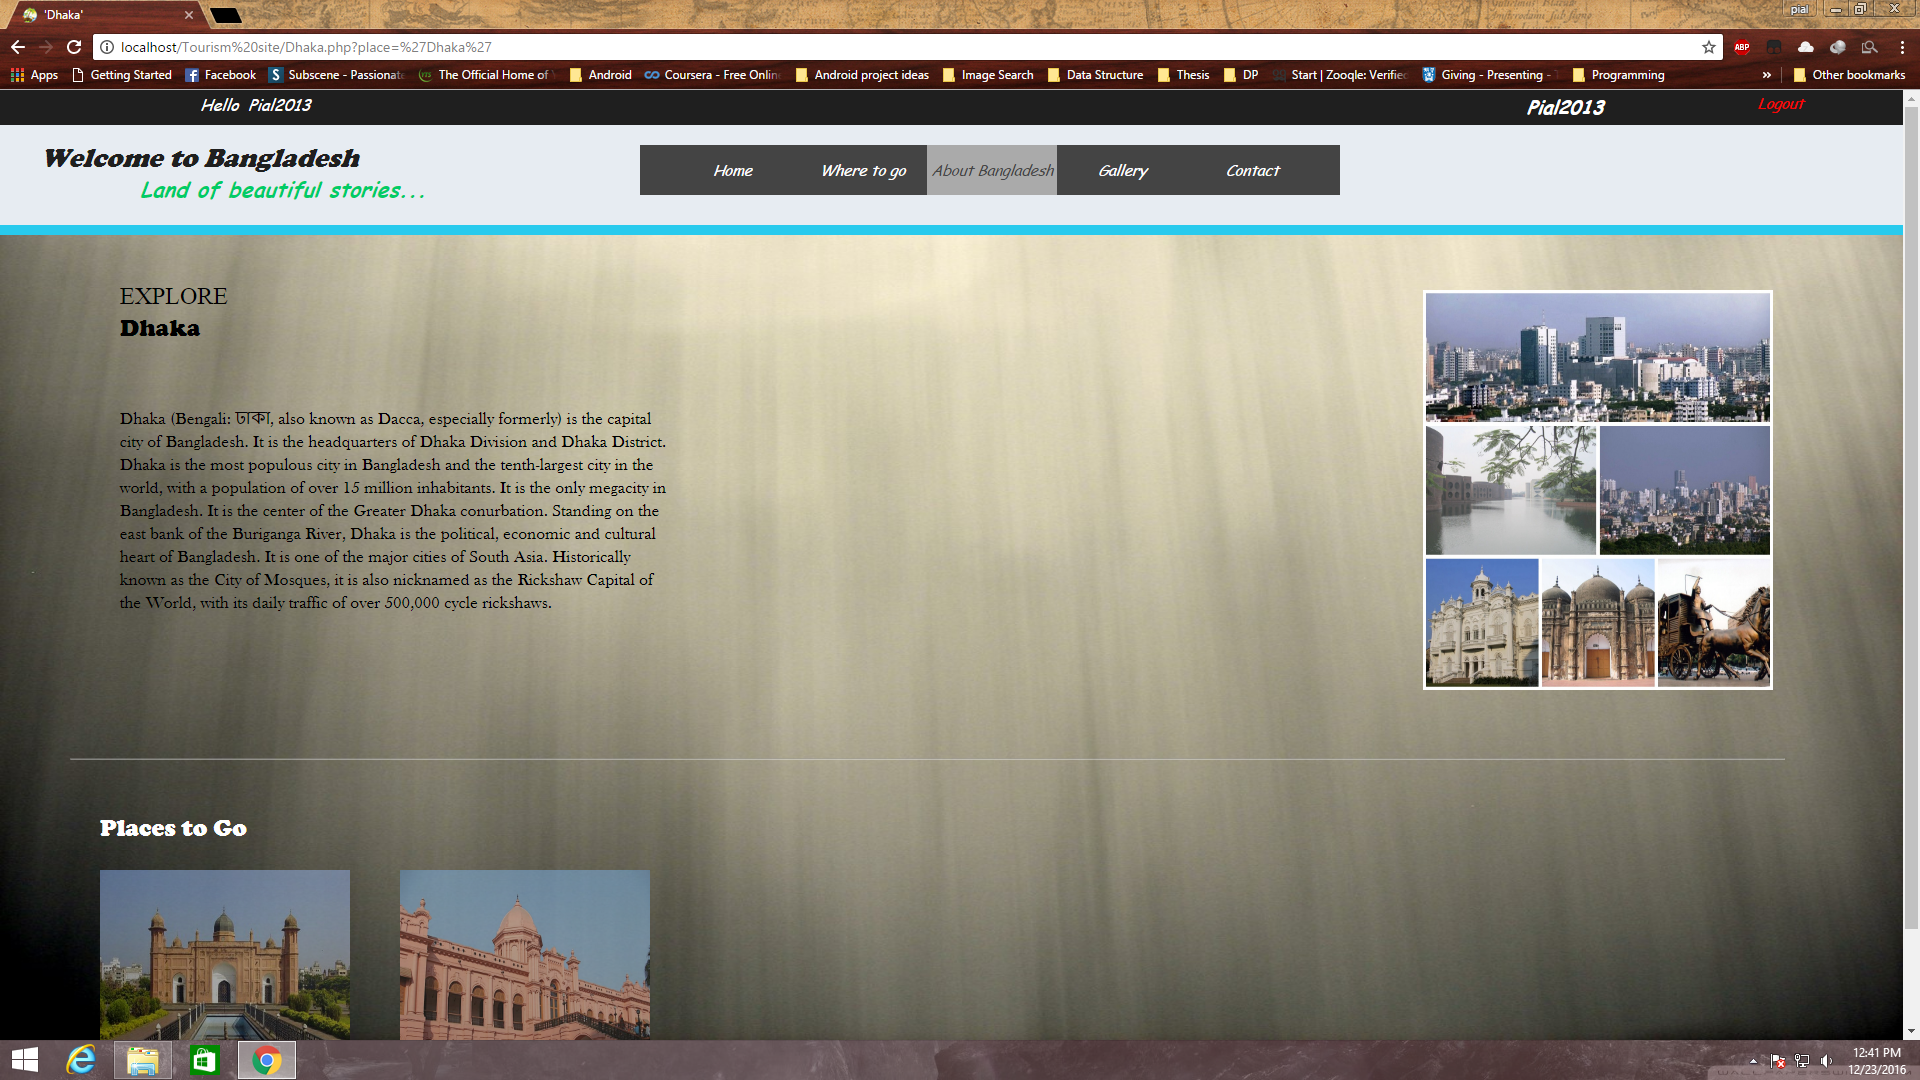 'Dhaka'
pial
localhost/Tourism%20site/Dhaka.php?place=%27Dhaka%27
ABP
Apps
Getting Started
Facebook
Subscene - Passionate
The Official Home of
Android
Coursera - Free Online
Android project ideas
Image Search
Data Structure
Thesis
DP
Start | Zooqle: Verified
Giving - Presenting -
Programming
»
Other bookmarks
Hello Pial2013
Pial2013
Logout
Welcome to Bangladesh
Land of beautiful stories...
Home
Where to go
About Bangladesh
Gallery
Contact
EXPLORE
Dhaka
Dhaka (Bengali: ঢাকা, also known as Dacca, especially formerly) is the capital
city of Bangladesh. It is the headquarters of Dhaka Division and Dhaka District.
Dhaka is the most populous city in Bangladesh and the tenth-largest city in the
world, with a population of over 15 million inhabitants. It is the only megacity in
Bangladesh. It is the center of the Greater Dhaka conurbation. Standing on the
east bank of the Buriganga River, Dhaka is the political, economic and cultural
heart of Bangladesh. It is one of the major cities of South Asia. Historically
known as the City of Mosques, it is also nicknamed as the Rickshaw Capital of
the World, with its daily traffic of over 500,000 cycle rickshaws.
Places to Go
12:41 PM
12/23/2016